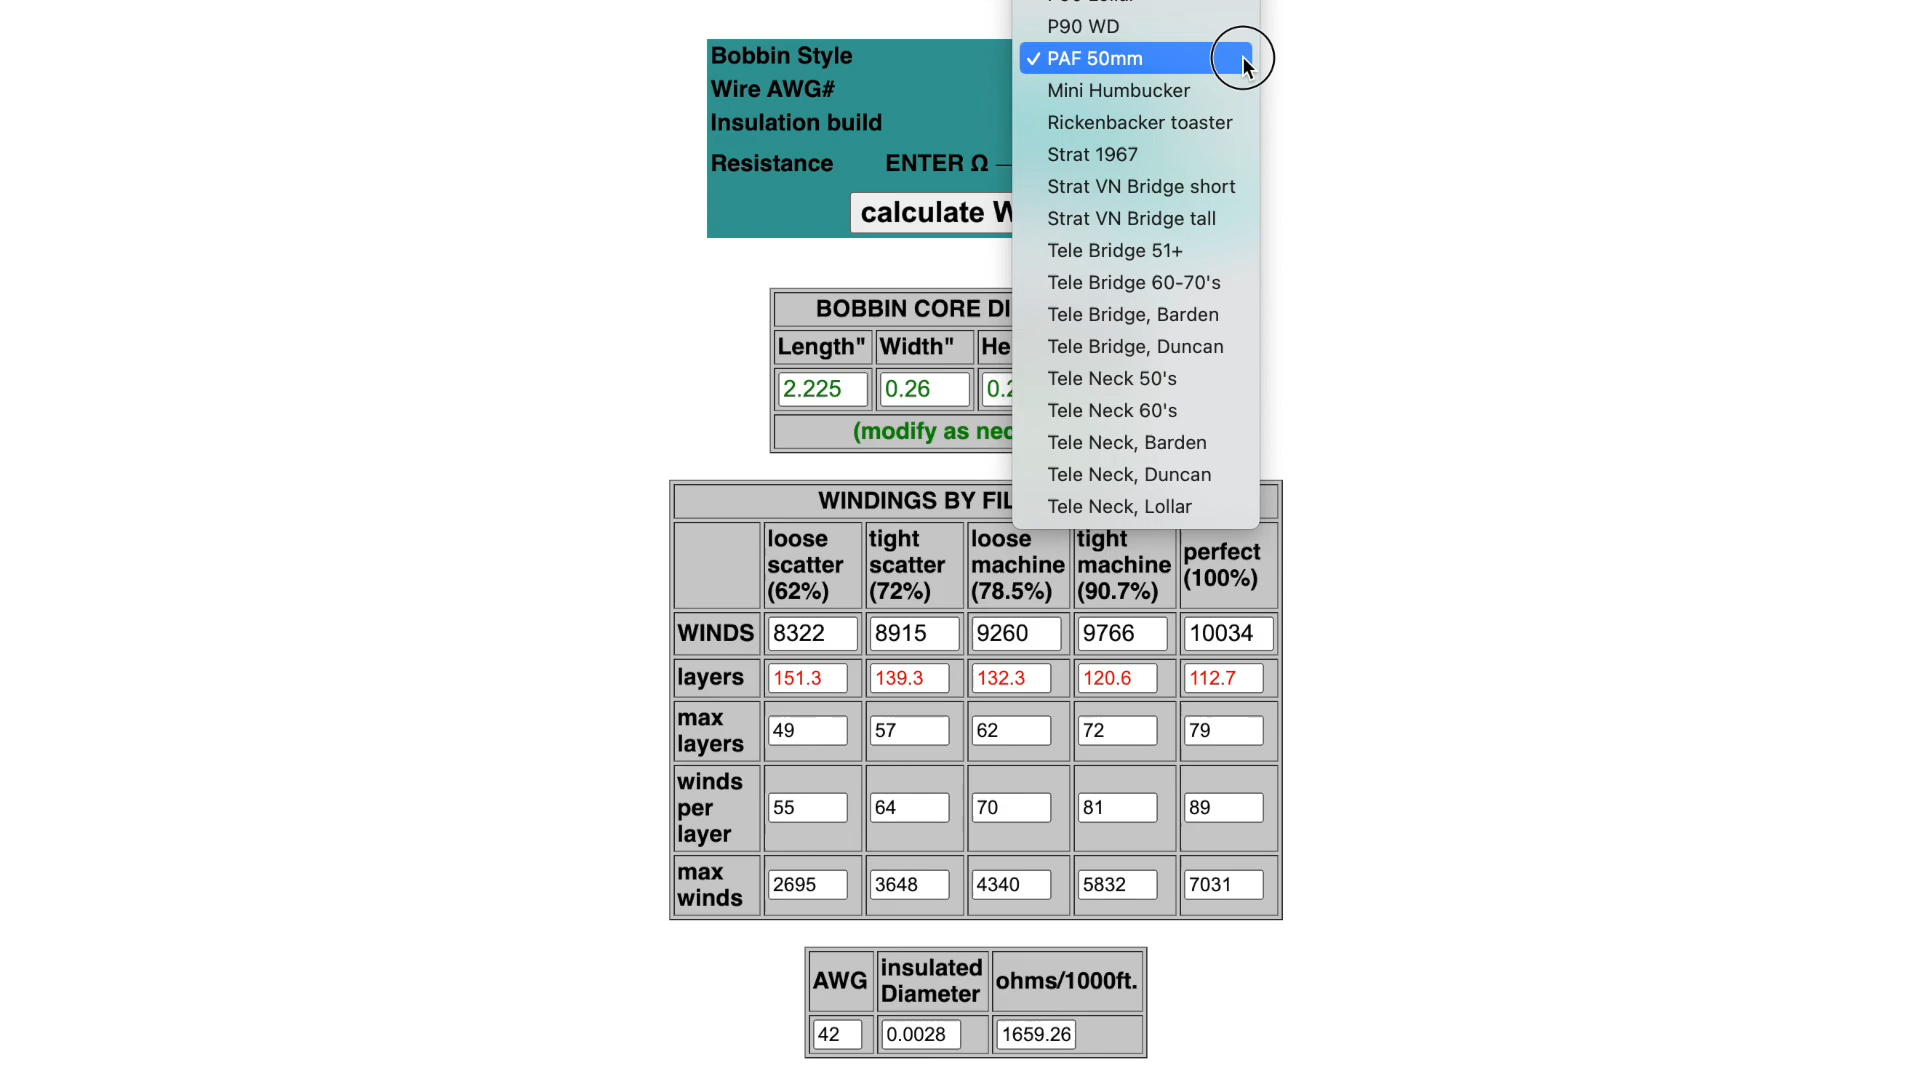 P90 WD
Bobbin Style
✓ PAF 50mm
Wire AWG#
Mini Humbucker
Insulation build
Rickenbacker toaster
Strat 1967
Resistance ENTER Ω
Strat VN Bridge short
calculate
Strat VN Bridge tall
Tele Bridge 51+
Tele Bridge 60-70's
BOBBIN CORE
Tele Bridge, Barden
Length" Width"
Tele Bridge, Duncan
2.225 0.26
Tele Neck 50's
Tele Neck 60's
(modify as
Tele Neck, Barden
Tele Neck, Duncan
WINDINGS BY
Tele Neck, Lollar
loose scatter (62%)
tight scatter (72%)
loose machine (78.5%)
tight machine (90.7%)
perfect (100%)
WINDS 8322 8915 9260 9766 10034
layers 151.3 139.3 132.3 120.6 112.7
max layers 49 57 62 72 79
winds per layer 55 64 70 81 89
max winds 2695 3648 4340 5832 7031
AWG insulated Diameter ohms/1000ft.
42 0.0028 1659.26